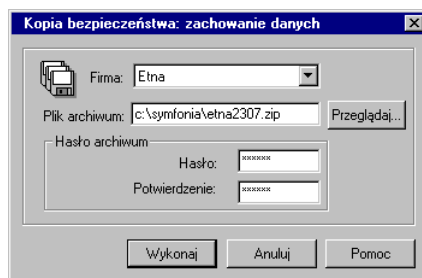 Kopia bezpieczeństwa: zachowanie danych
Firma: Etna
Plik archiwum: c:\symfonia\etna2307.zip Przeglądaj...
Hasło archiwum
Hasło: ******
Potwierdzenie: ******
Wykonaj Anuluj Pomoc